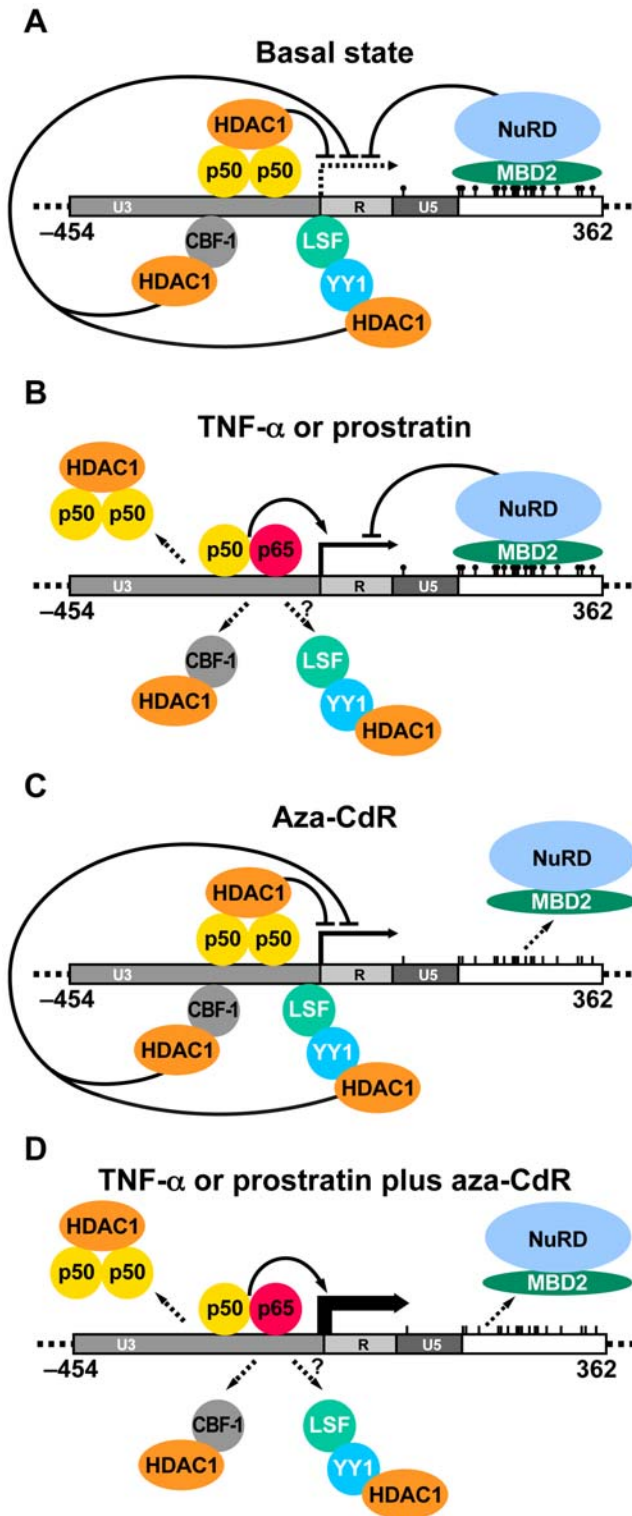 A
Basal state
HDAC1
NuRD
p50 p50
MBD2
U3 R U5
–454 362
CBF-1 LSF
HDAC1 YY1
HDAC1
B
TNF-α or prostratin
HDAC1
NuRD
p50 p50 p50 p65
MBD2
U3 R U5
–454 ? 362
CBF-1 LSF
HDAC1 YY1 HDAC1
C
Aza-CdR
NuRD
HDAC1
MBD2
p50 p50
U3 R U5
–454 362
CBF-1 LSF
HDAC1 YY1
HDAC1
D
TNF-α or prostratin plus aza-CdR
HDAC1
NuRD
p50 p50 p50 p65
MBD2
U3 R U5
–454 ? 362
CBF-1 LSF
HDAC1 YY1 HDAC1